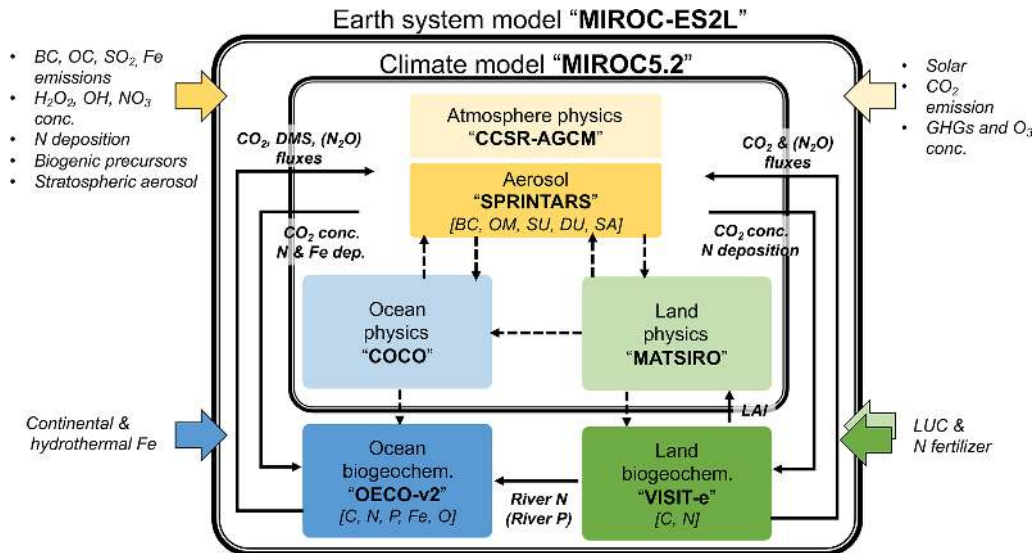 Earth system model “MIROC-ES2L”
Climate model “MIROC5.2”
• BC, OC, SO2, Fe
emissions
• H2O2, OH, NO3
conc.
• N deposition
• Biogenic precursors
• Stratospheric aerosol
• Solar
• CO2
emission
• GHGs and O3
conc.
Atmosphere physics
“CCSR-AGCM”
CO2, DMS, (N2O)
fluxes
CO2 & (N2O)
fluxes
Aerosol
“SPRINTARS”
[BC, OM, SU, DU, SA]
CO2 conc.
N & Fe dep.
CO2 conc.
N deposition
Ocean
physics
“COCO”
Land
physics
“MATSIRO”
LAI
Continental &
hydrothermal Fe
LUC &
N fertilizer
Ocean
biogeochem.
“OECO-v2”
[C, N, P, Fe, O]
River N
(River P)
Land
biogeochem.
“VISIT-e”
[C, N]